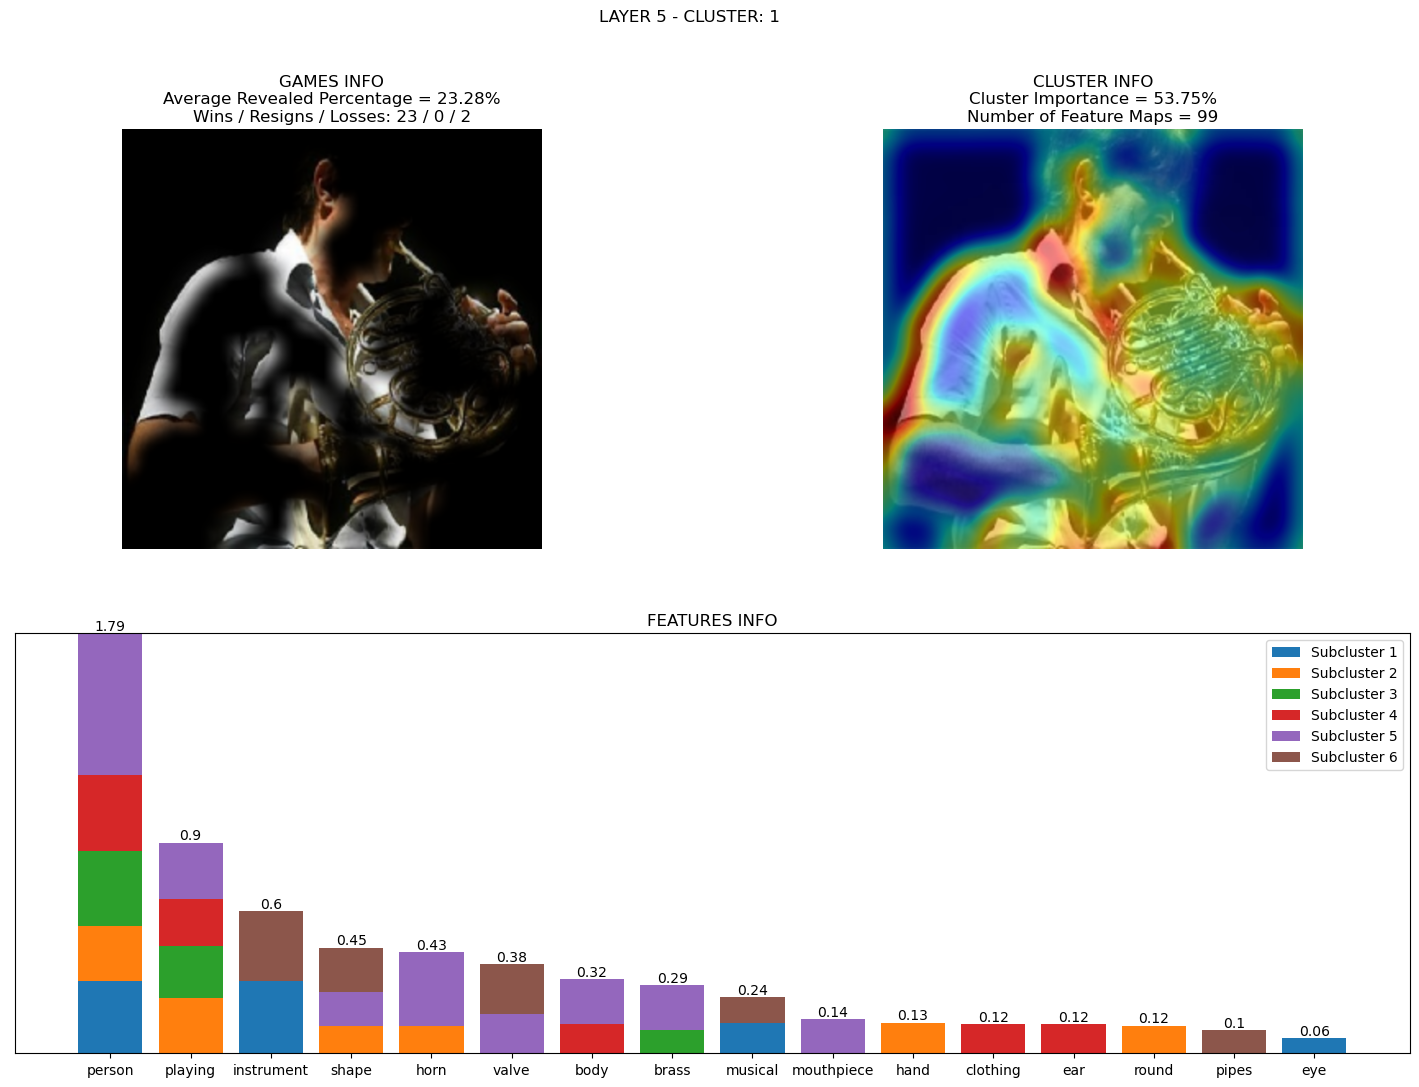 LAYER 5 - CLUSTER: 1
GAMES INFO
Average Revealed Percentage = 23.28%
Wins / Resigns / Losses: 23 / 0 / 2
CLUSTER INFO
Cluster Importance = 53.75%
Number of Feature Maps = 99
FEATURES INFO
1.79
0.9
0.6
0.45
0.43
0.38
0.32
0.29
0.24
0.14
0.13
0.12
0.12
0.12
0.1
0.06
Subcluster 1
Subcluster 2
Subcluster 3
Subcluster 4
Subcluster 5
Subcluster 6
person playing instrument shape horn valve body brass musical mouthpiece hand clothing ear round pipes eye